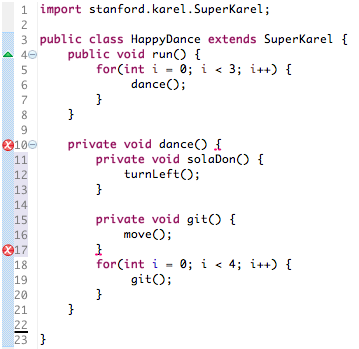 1 import stanford.karel.SuperKarel;
2
3 public class HappyDance extends SuperKarel {
4     public void run() {
5         for(int i = 0; i < 3; i++) {
6             dance();
7         }
8     }
9
10     private void dance() {
11         private void solaDon() {
12             turnLeft();
13         }
14
15         private void git() {
16             move();
17         }
18         for(int i = 0; i < 4; i++) {
19             git();
20         }
21     }
22
23 }